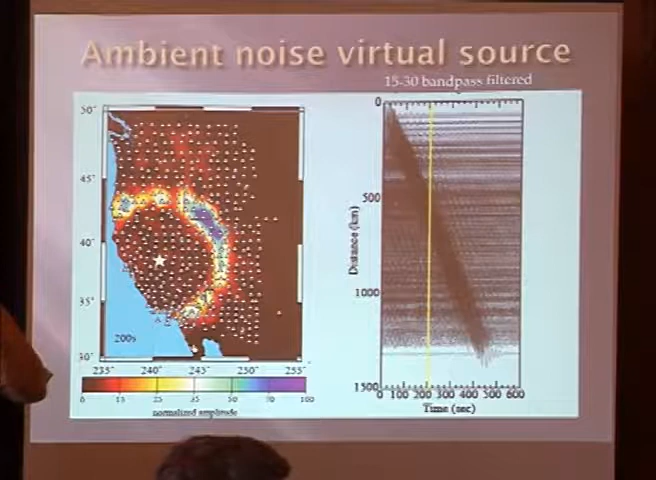 Ambient noise virtual source
15-30 bandpass filtered
50°
45°
40°
35°
30°
200s
235° 240° 245° 250° 255°
normalized amplitude
0
500
1000
1500
Distance (km)
0 100 200 300 400 500 600
Time (sec)